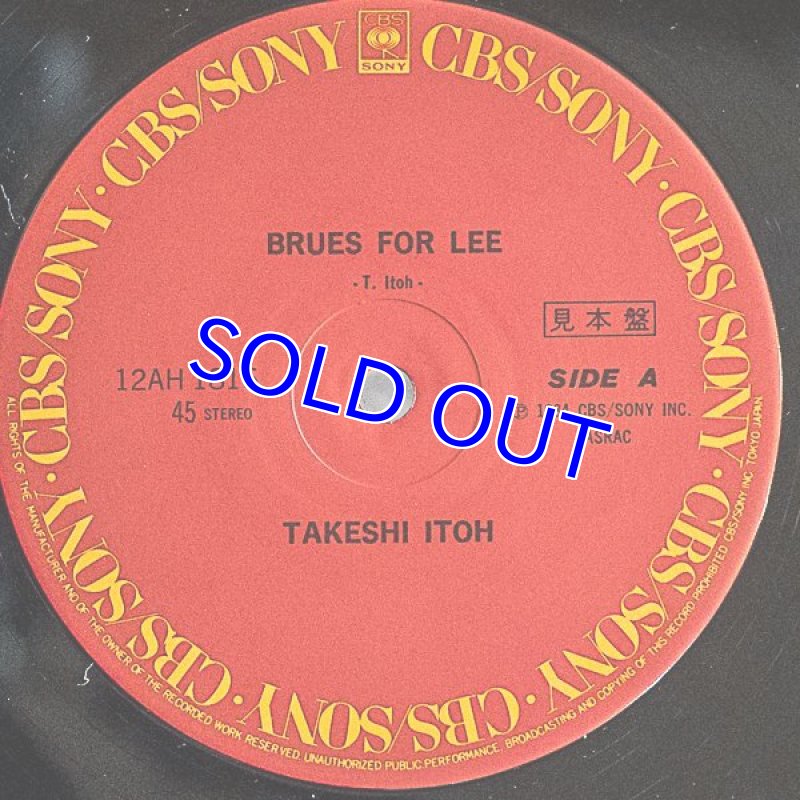 CBS
SONY
CBS/SONY · CBS/SONY · CBS/SONY · CBS/SONY · CBS/SONY · CBS/SONY · CBS/SONY · CBS/SONY
BRUES FOR LEE
- T. Itoh -
見本盤
12AH
SIDE A
45 STEREO
Ⓟ CBS/SONY INC.
SOLD OUT
TAKESHI ITOH
ALL RIGHTS OF THE MANUFACTURER AND OF THE OWNER OF THE RECORDED WORK RESERVED. UNAUTHORIZED PUBLIC PERFORMANCE, BROADCASTING AND COPYING OF THIS RECORD PROHIBITED CBS/SONY INC. TOKYO JAPAN